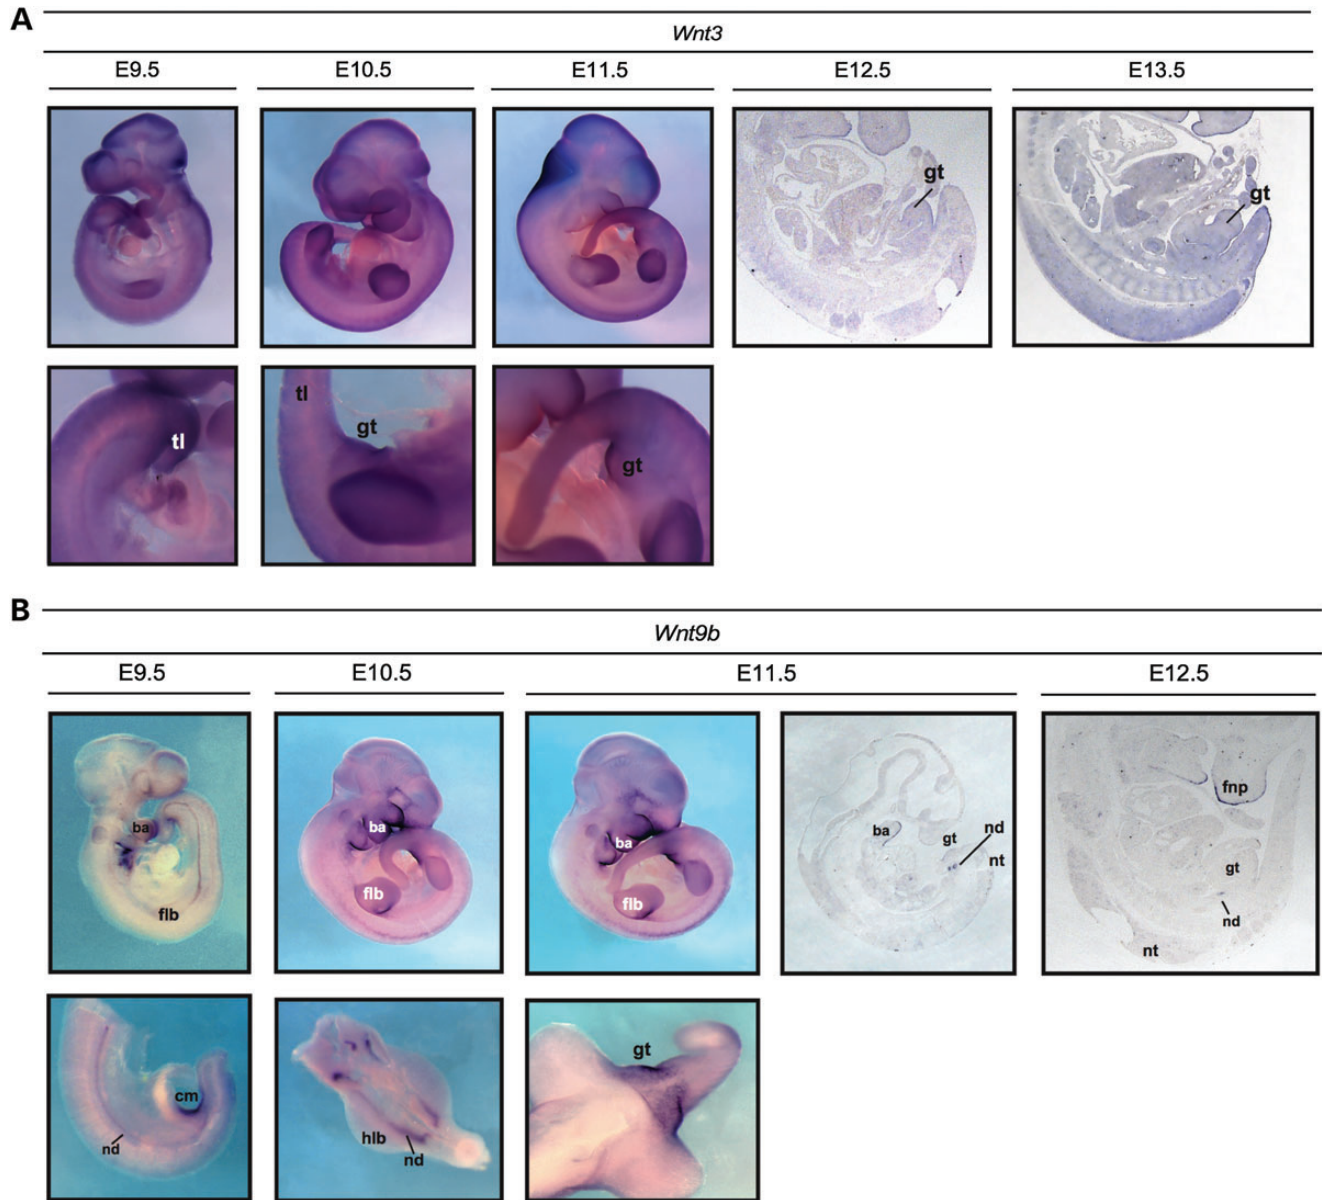 A
Wnt3
E9.5 E10.5 E11.5 E12.5 E13.5
gt gt
tl tl gt gt
B
Wnt9b
E9.5 E10.5 E11.5 E12.5
ba flb ba flb ba flb ba gt nd nt fnp gt nd nt
nd cm hlb nd gt